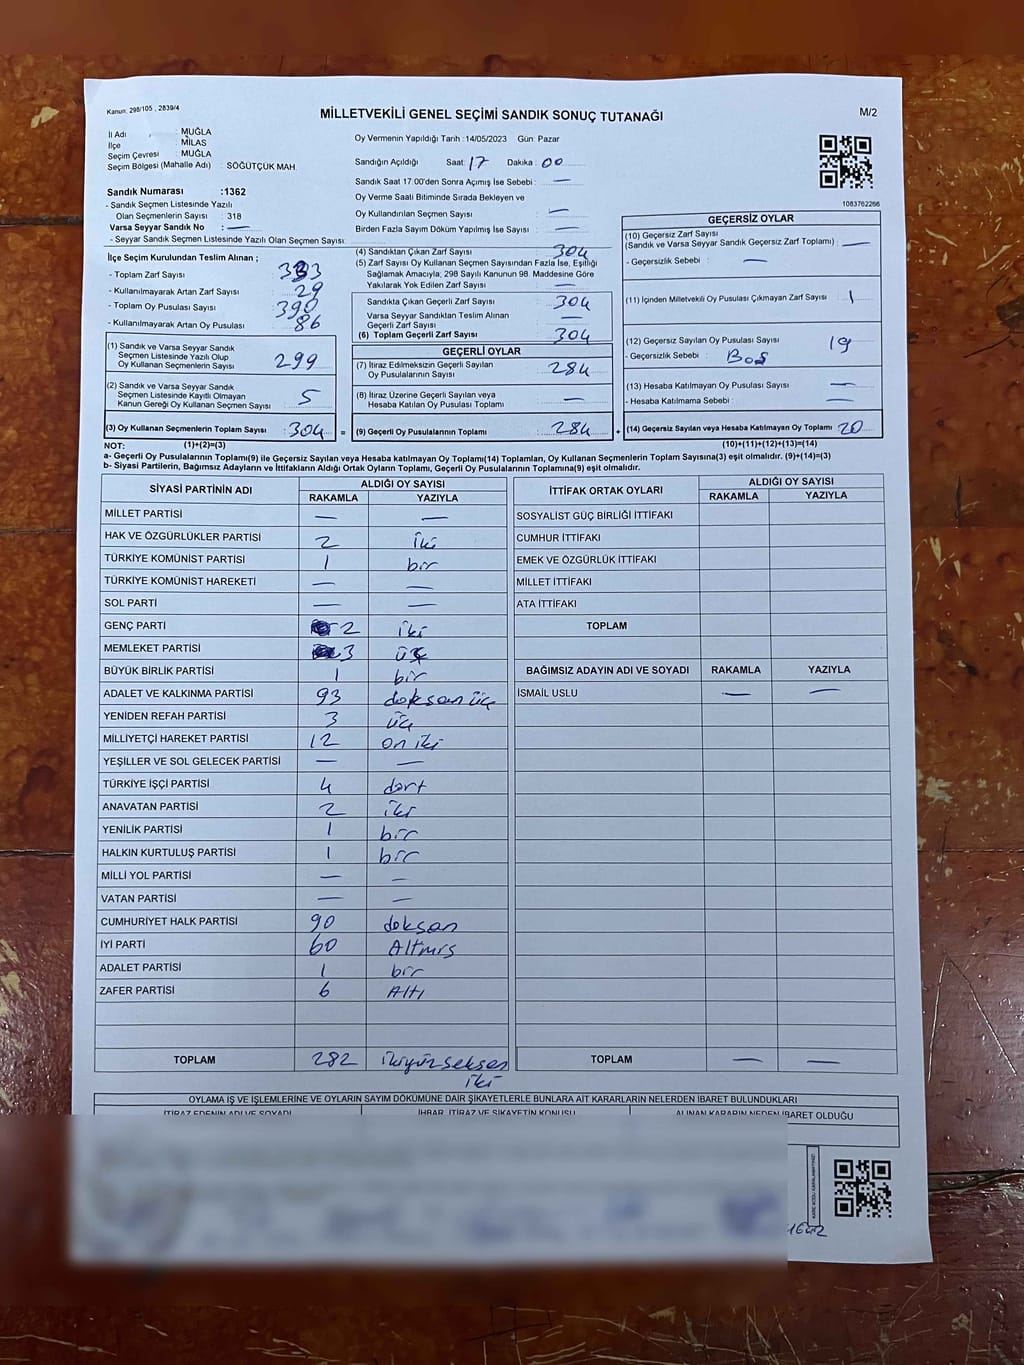 Kanun: 298/105 , 2839/4
MİLLETVEKİLİ GENEL SEÇİMİ SANDIK SONUÇ TUTANAĞI
M/2
İl Adı : MUĞLA
İlçe : MİLAS
Seçim Çevresi : MUĞLA
Seçim Bölgesi (Mahalle Adı) : SÖĞÜTÇÜK MAH.
Sandık Numarası :1362
- Sandık Seçmen Listesinde Yazılı
Olan Seçmenlerin Sayısı : 318
Varsa Seyyar Sandık No : —
- Seyyar Sandık Seçmen Listesinde Yazılı Olan Seçmen Sayısı:
Oy Vermenin Yapıldığı Tarih :14/05/2023 Gün: Pazar
Sandığın Açıldığı Saat: 17 Dakika : 00
Sandık Saat 17:00'den Sonra Açımış İse Sebebi : —
Oy Verme Saati Bitiminde Sırada Bekleyen ve
Oy Kullandırılan Seçmen Sayısı : —
Birden Fazla Sayım Döküm Yapılmış İse Sayısı : —
1083762266
İlçe Seçim Kurulundan Teslim Alınan ;
- Toplam Zarf Sayısı : 333
- Kullanılmayarak Artan Zarf Sayısı : 29
- Toplam Oy Pusulası Sayısı : 390
- Kullanılmayarak Artan Oy Pusulası : 86
(1) Sandık ve Varsa Seyyar Sandık
Seçmen Listesinde Yazılı Olup
Oy Kullanan Seçmenlerin Sayısı : 299
(2) Sandık ve Varsa Seyyar Sandık
Seçmen Listesinde Kayıtlı Olmayan
Kanun Gereği Oy Kullanan Seçmen Sayısı : 5
(3) Oy Kullanan Seçmenlerin Toplam Sayısı : 304 =
(4) Sandıktan Çıkan Zarf Sayısı : 304
(5) Zarf Sayısı Oy Kullanan Seçmen Sayısından Fazla İse, Eşitliği
Sağlamak Amacıyla; 298 Sayılı Kanunun 98. Maddesine Göre
Yakılarak Yok Edilen Zarf Sayısı : —
Sandıkta Çıkan Geçerli Zarf Sayısı : 304
Varsa Seyyar Sandıktan Teslim Alınan
Geçerli Zarf Sayısı : —
(6) Toplam Geçerli Zarf Sayısı : 304
GEÇERLİ OYLAR
(7) İtiraz Edilmeksizin Geçerli Sayılan
Oy Pusulalarının Sayısı : 284
(8) İtiraz Üzerine Geçerli Sayılan veya
Hesaba Katılan Oy Pusulası Toplamı : —
(9) Geçerli Oy Pusulalarının Toplamı : 284 +
GEÇERSİZ OYLAR
(10) Geçersiz Zarf Sayısı
(Sandık ve Varsa Seyyar Sandık Geçersiz Zarf Toplamı) : —
- Geçersizlik Sebebi : —
(11) İçinden Milletvekili Oy Pusulası Çıkmayan Zarf Sayısı : 1
(12) Geçersiz Sayılan Oy Pusulası Sayısı : 19
- Geçersizlik Sebebi : Boş
(13) Hesaba Katılmayan Oy Pusulası Sayısı : —
- Hesaba Katılmama Sebebi : —
(14) Geçersiz Sayılan veya Hesaba Katılmayan Oy Toplamı : 20
NOT: (1)+(2)=(3) (10)+(11)+(12)+(13)=(14)
a- Geçerli Oy Pusulalarının Toplamı(9) ile Geçersiz Sayılan veya Hesaba katılmayan Oy Toplamı(14) Toplamları, Oy Kullanan Seçmenlerin Toplam Sayısına(3) eşit olmalıdır. (9)+(14)=(3)
b- Siyasi Partilerin, Bağımsız Adayların ve İttifakların Aldığı Ortak Oyların Toplamı, Geçerli Oy Pusulalarının Toplamına(9) eşit olmalıdır.
SİYASİ PARTİNİN ADI ALDIĞI OY SAYISI
RAKAMLA YAZIYLA
MİLLET PARTİSİ — —
HAK VE ÖZGÜRLÜKLER PARTİSİ 2 iki
TÜRKİYE KOMÜNİST PARTİSİ 1 bir
TÜRKİYE KOMÜNİST HAREKETİ — —
SOL PARTİ — —
GENÇ PARTİ 2 iki
MEMLEKET PARTİSİ 3 üç
BÜYÜK BİRLİK PARTİSİ 1 bir
ADALET VE KALKINMA PARTİSİ 93 doksan üç
YENİDEN REFAH PARTİSİ 3 üç
MİLLİYETÇİ HAREKET PARTİSİ 12 on iki
YEŞİLLER VE SOL GELECEK PARTİSİ — —
TÜRKİYE İŞÇİ PARTİSİ 4 dört
ANAVATAN PARTİSİ 2 iki
YENİLİK PARTİSİ 1 bir
HALKIN KURTULUŞ PARTİSİ 1 bir
MİLLİ YOL PARTİSİ — —
VATAN PARTİSİ — —
CUMHURİYET HALK PARTİSİ 90 doksan
İYİ PARTİ 60 Altmış
ADALET PARTİSİ 1 bir
ZAFER PARTİSİ 6 Altı
TOPLAM 282 ikiyüzseksen
iki
İTTİFAK ORTAK OYLARI ALDIĞI OY SAYISI
RAKAMLA YAZIYLA
SOSYALİST GÜÇ BİRLİĞİ İTTİFAKI
CUMHUR İTTİFAKI
EMEK VE ÖZGÜRLÜK İTTİFAKI
MİLLET İTTİFAKI
ATA İTTİFAKI
TOPLAM
BAĞIMSIZ ADAYIN ADI VE SOYADI RAKAMLA YAZIYLA
İSMAİL USLU — —
TOPLAM — —
OYLAMA İŞ VE İŞLEMLERİNE VE OYLARIN SAYIM DÖKÜMÜNE DAİR ŞİKAYETLERLE BUNLARA AİT KARARLARIN NELERDEN İBARET BULUNDUKLARI
İTİRAZ EDENİN ADI VE SOYADI İHBAR, İTİRAZ VE ŞİKAYETİN KONUSU ALINAN KARARIN NEDEN İBARET OLDUĞU